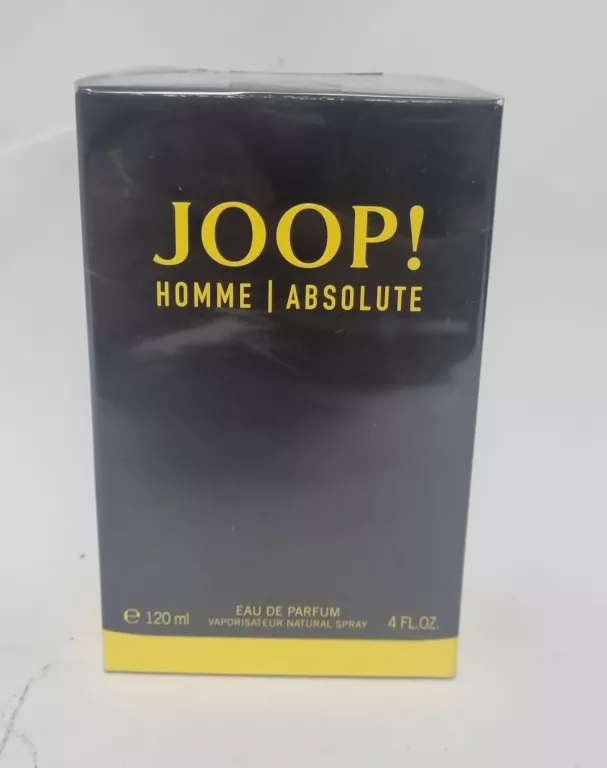 JOOP!
HOMME | ABSOLUTE
EAU DE PARFUM
℮ 120 ml VAPORISATEUR NATURAL SPRAY 4 FL.OZ.